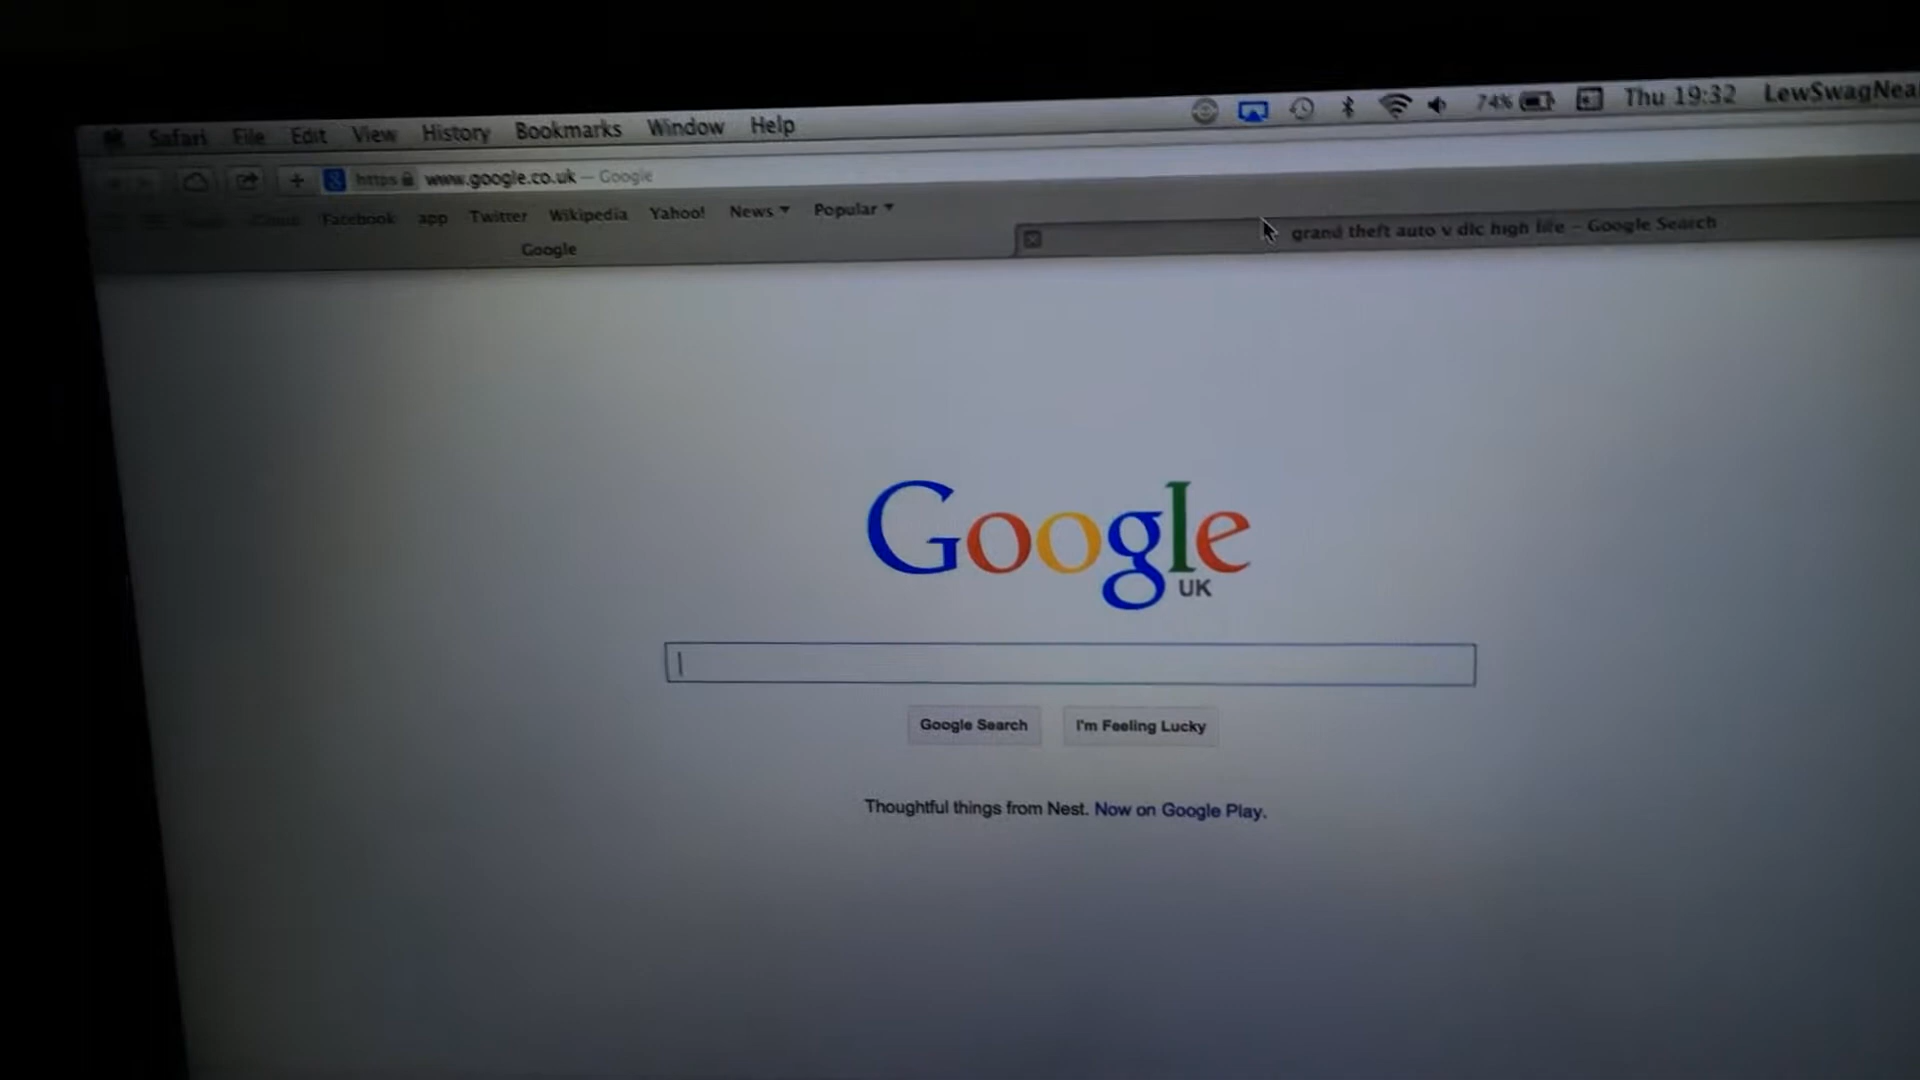 Safari File Edit View History Bookmarks Window Help 74% Thu 19:32 LewSwagNea
https www.google.co.uk — Google
Facebook app Twitter Wikipedia Yahoo! News Popular
Google grand theft auto v dlc high life – Google Search
Google
UK
Google Search I'm Feeling Lucky
Thoughtful things from Nest. Now on Google Play.